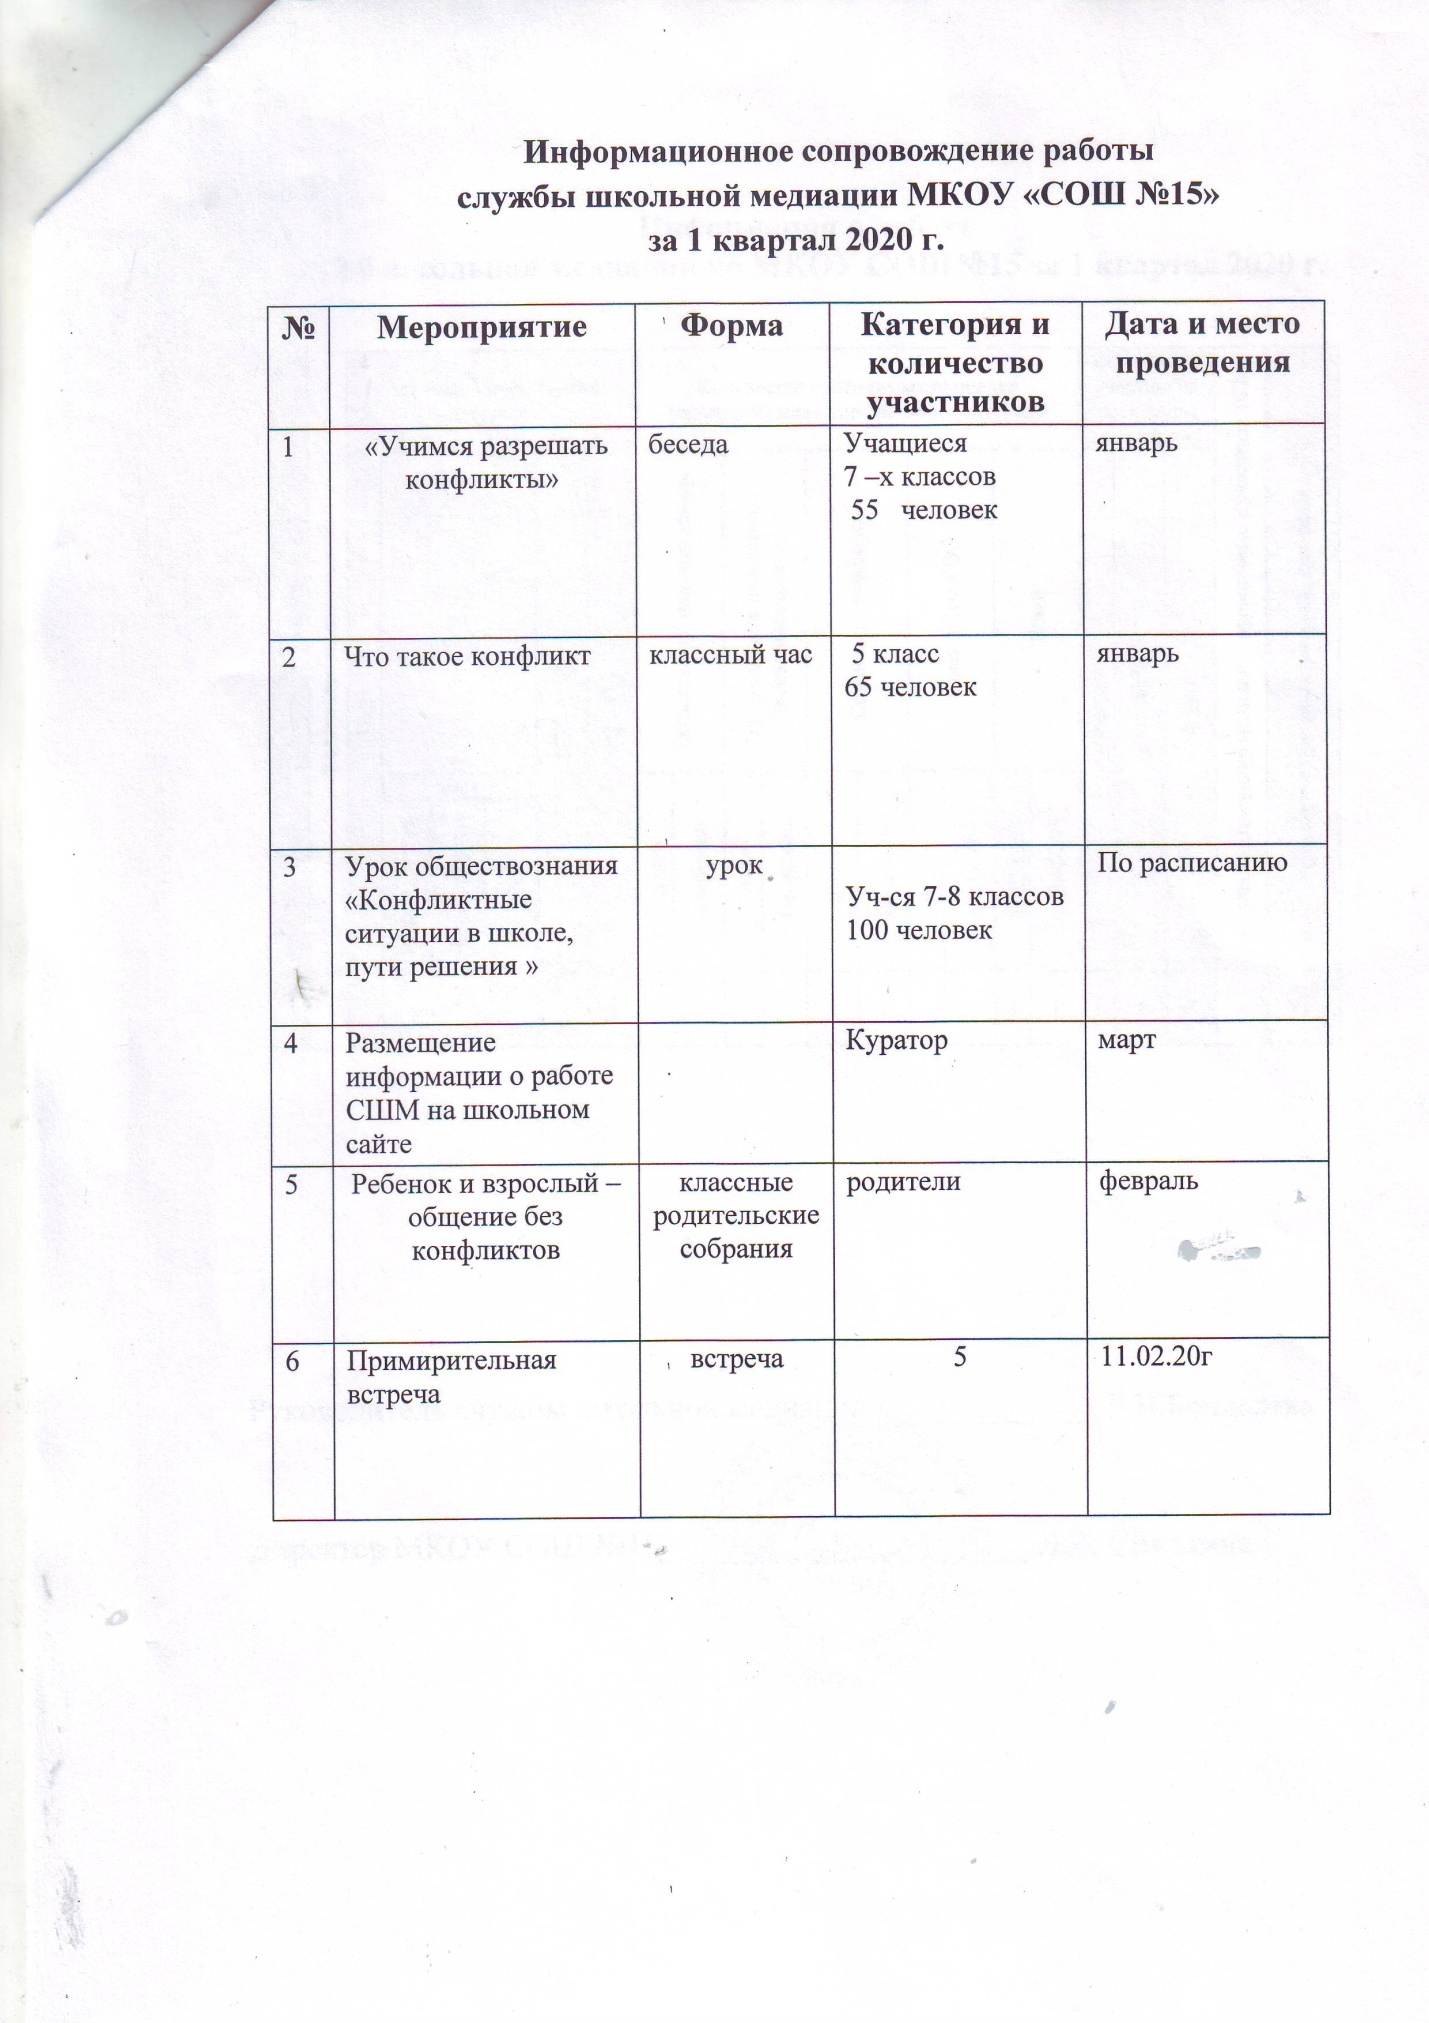 Информационное сопровождение работы
службы школьной медиации МКОУ «СОШ №15»
за 1 квартал 2020 г.
№ Мероприятие Форма Категория и количество участников Дата и место проведения
1 «Учимся разрешать конфликты» беседа Учащиеся 7 –х классов 55 человек январь
2 Что такое конфликт классный час 5 класс 65 человек январь
3 Урок обществознания «Конфликтные ситуации в школе, пути решения » урок Уч-ся 7-8 классов 100 человек По расписанию
4 Размещение информации о работе СШМ на школьном сайте Куратор март
5 Ребенок и взрослый – общение без конфликтов классные родительские собрания родители февраль
6 Примирительная встреча встреча 5 11.02.20г